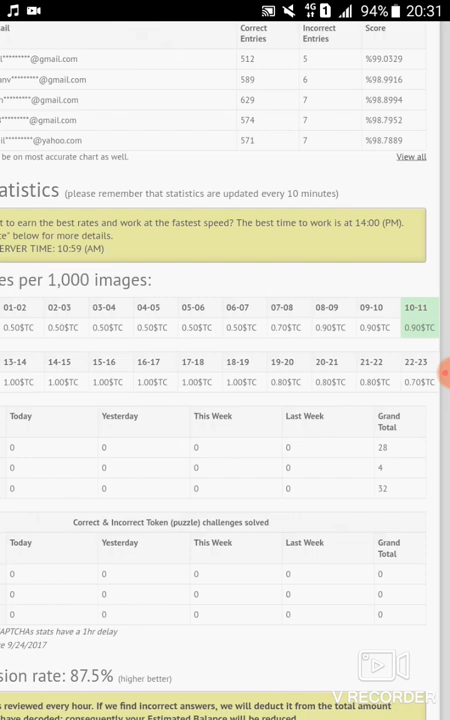 4G 1 94% 20:31
ail Correct Entries Incorrect Entries Score
l*********@gmail.com 512 5 %99.0329
anv*********@gmail.com 589 6 %98.9916
n*********@gmail.com 629 7 %98.8994
*********@gmail.com 574 7 %98.7952
il*********@yahoo.com 571 7 %98.7889
be on most accurate chart as well. View all
atistics (please remember that statistics are updated every 10 minutes)
t to earn the best rates and work at the fastest speed? The best time to work is at 14:00 (PM).
e" below for more details.
ERVER TIME: 10:59 (AM)
es per 1,000 images:
01-02 02-03 03-04 04-05 05-06 06-07 07-08 08-09 09-10 10-11
0.50$TC 0.50$TC 0.50$TC 0.50$TC 0.50$TC 0.50$TC 0.70$TC 0.90$TC 0.90$TC 0.90$TC
13-14 14-15 15-16 16-17 17-18 18-19 19-20 20-21 21-22 22-23
1.00$TC 1.00$TC 1.00$TC 1.00$TC 1.00$TC 1.00$TC 0.80$TC 0.80$TC 0.80$TC 0.70$TC
Today Yesterday This Week Last Week Grand Total
0 0 0 0 28
0 0 0 0 4
0 0 0 0 32
Correct & Incorrect Token (puzzle) challenges solved
Today Yesterday This Week Last Week Grand Total
0 0 0 0 0
0 0 0 0 0
0 0 0 0 0
APTCHAs stats have a 1hr delay
e 9/24/2017
sion rate: 87.5% (higher better)
s reviewed every hour. If we find incorrect answers, we will deduct it from the total amount
have decoded; consequently your Estimated Balance will be reduced.
V RECORDER